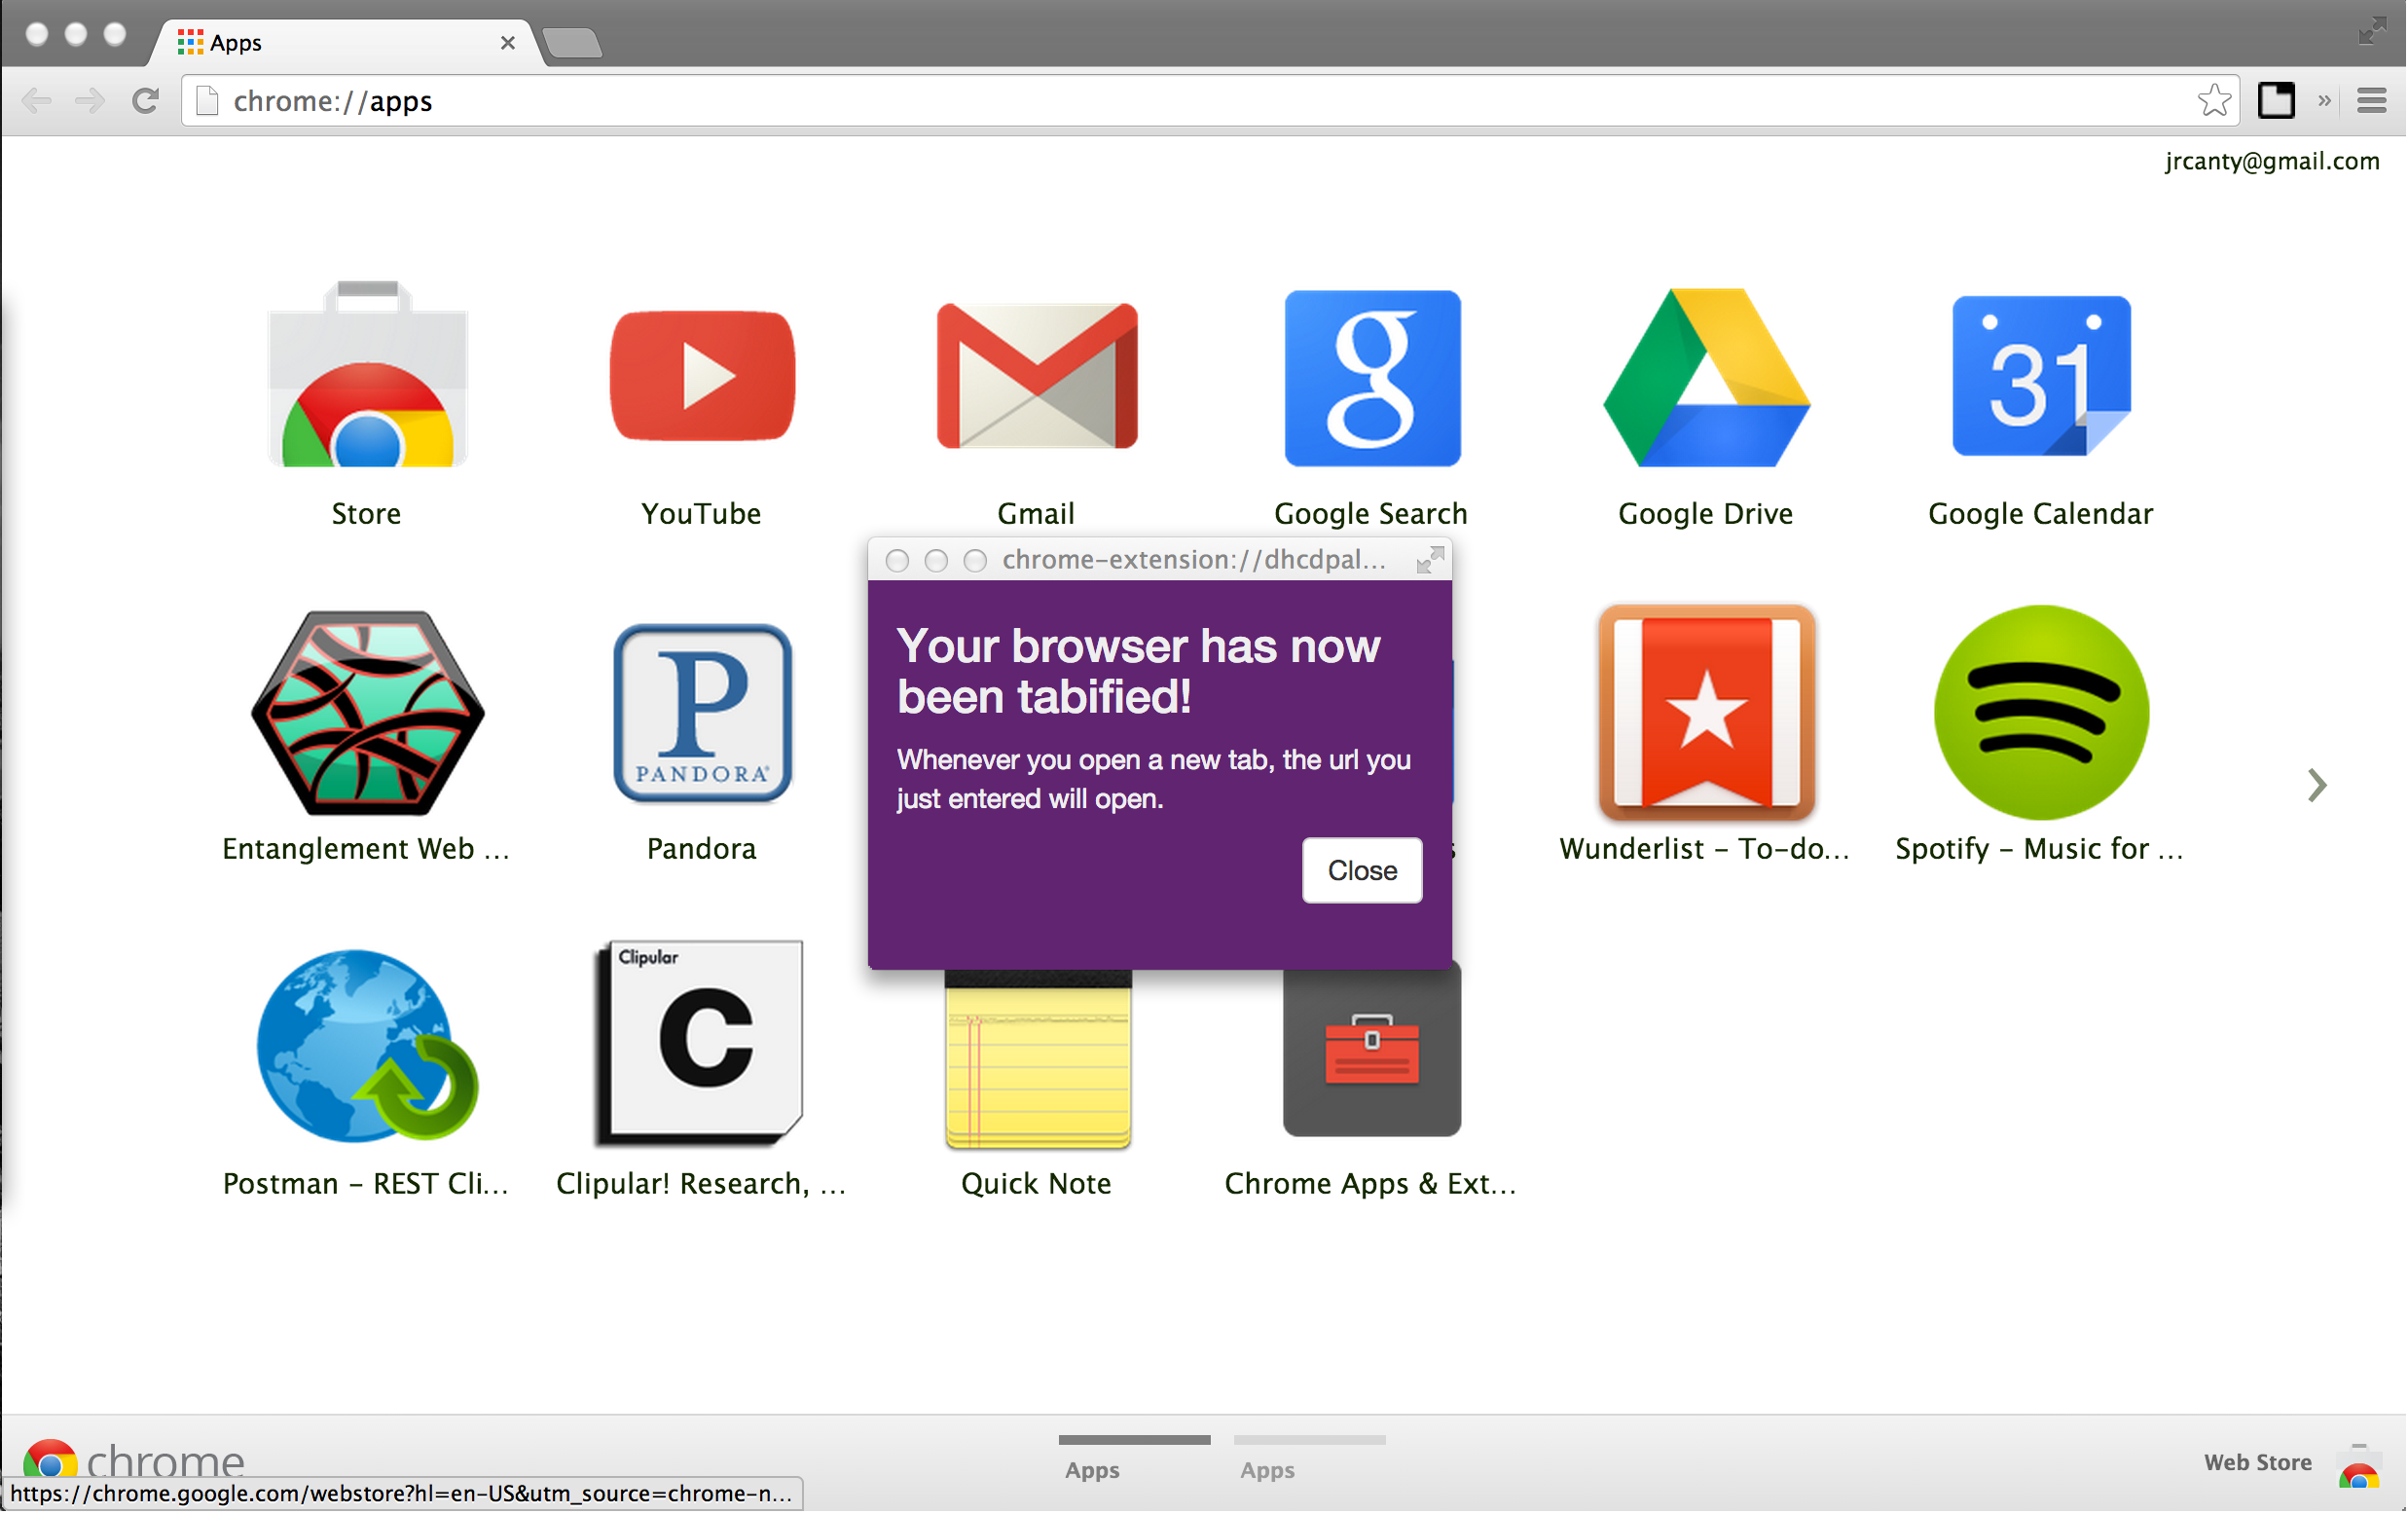 Apps
chrome://apps
jrcanty@gmail.com
31
Store
YouTube
Gmail
Google Search
Google Drive
Google Calendar
chrome-extension://dhcdpal...
Your browser has now
been tabified!
Whenever you open a new tab, the url you
just entered will open.
Close
P
PANDORA
Entanglement Web ...
Pandora
Wunderlist - To-do...
Spotify - Music for ...
Clipular
C
Postman - REST Cli...
Clipular! Research, ...
Quick Note
Chrome Apps & Ext...
chrome
Apps
Apps
Web Store
https://chrome.google.com/webstore?hl=en-US&utm_source=chrome-n...